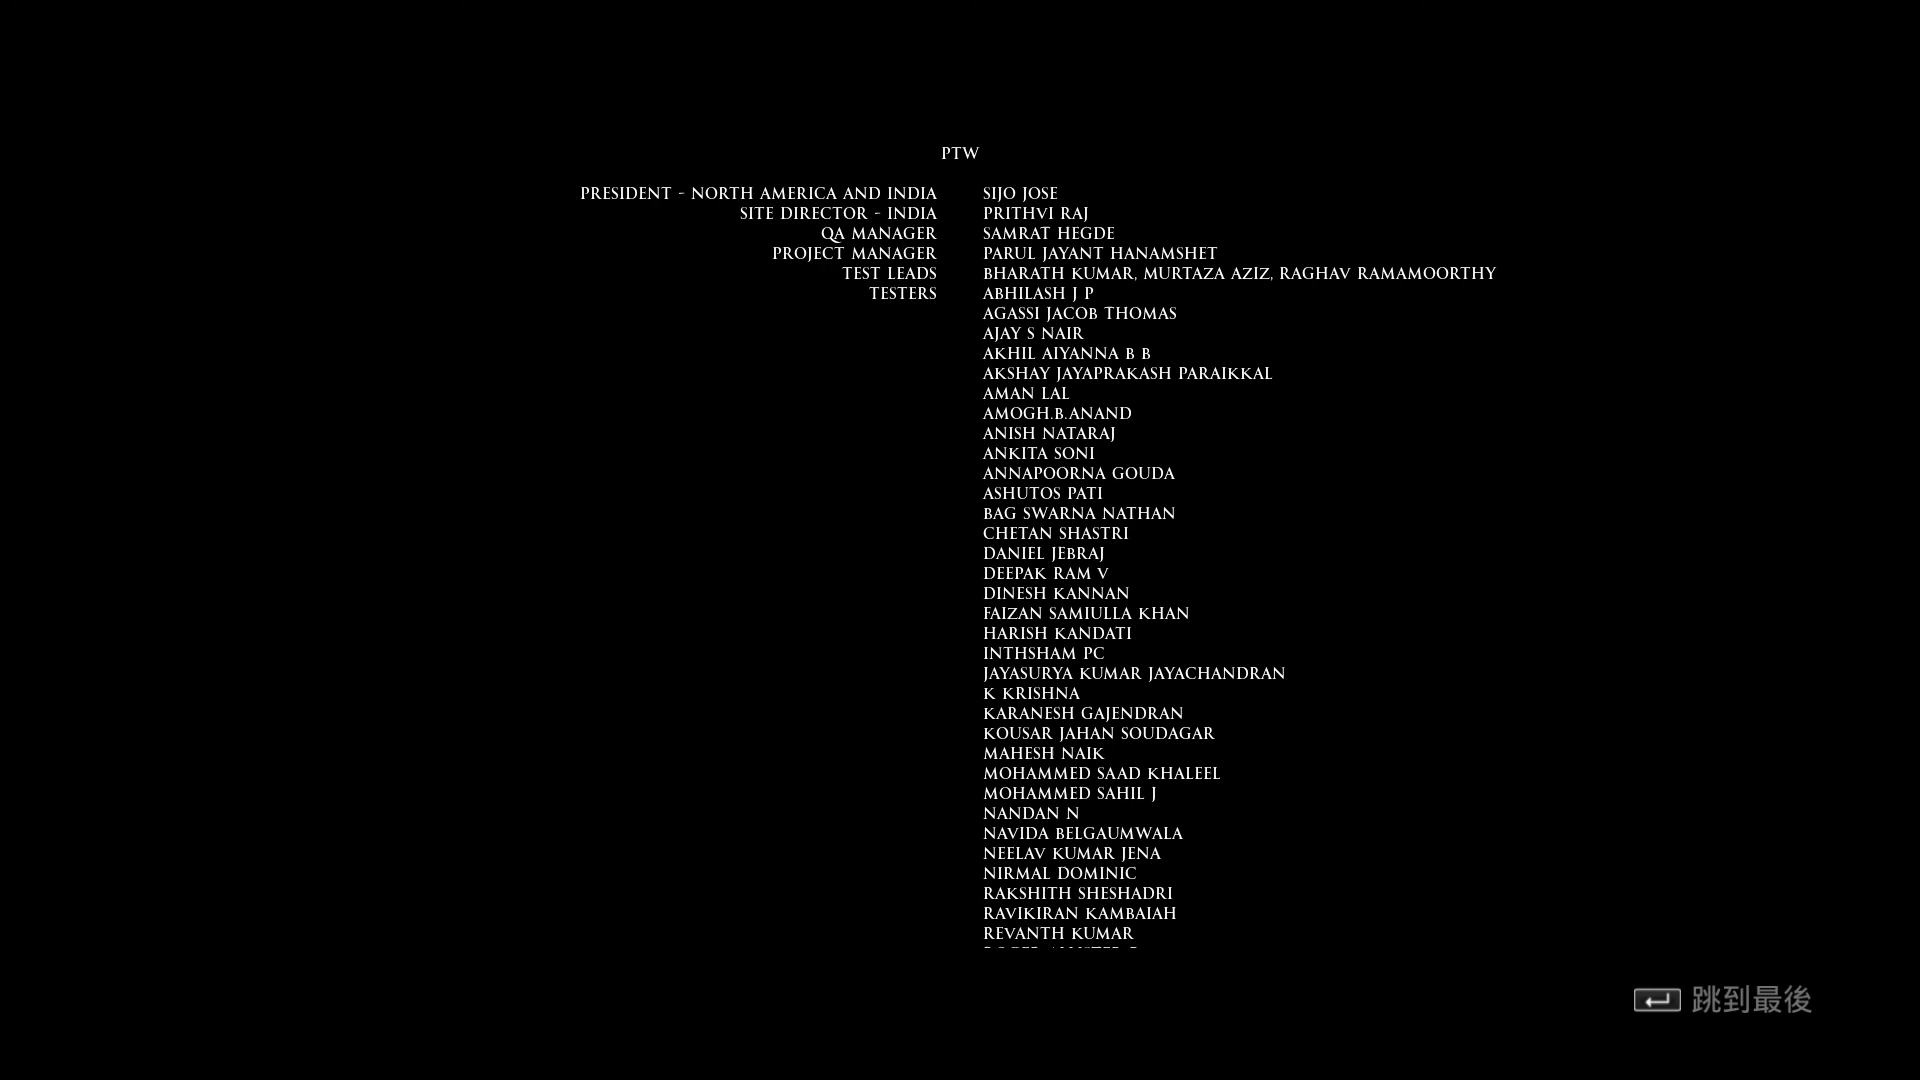 PTW
PRESIDENT - NORTH AMERICA AND INDIA SIJO JOSE
SITE DIRECTOR - INDIA PRITHVI RAJ
QA MANAGER SAMRAT HEGDE
PROJECT MANAGER PARUL JAYANT HANAMSHET
TEST LEADS BHARATH KUMAR, MURTAZA AZIZ, RAGHAV RAMAMOORTHY
TESTERS ABHILASH J P
AGASSI JACOB THOMAS
AJAY S NAIR
AKHIL AIYANNA B B
AKSHAY JAYAPRAKASH PARAIKKAL
AMAN LAL
AMOGH.B.ANAND
ANISH NATARAJ
ANKITA SONI
ANNAPOORNA GOUDA
ASHUTOS PATI
BAG SWARNA NATHAN
CHETAN SHASTRI
DANIEL JEBRAJ
DEEPAK RAM V
DINESH KANNAN
FAIZAN SAMIULLA KHAN
HARISH KANDATI
INTHSHAM PC
JAYASURYA KUMAR JAYACHANDRAN
K KRISHNA
KARANESH GAJENDRAN
KOUSAR JAHAN SOUDAGAR
MAHESH NAIK
MOHAMMED SAAD KHALEEL
MOHAMMED SAHIL J
NANDAN N
NAVIDA BELGAUMWALA
NEELAV KUMAR JENA
NIRMAL DOMINIC
RAKSHITH SHESHADRI
RAVIKIRAN KAMBAIAH
REVANTH KUMAR
跳到最後